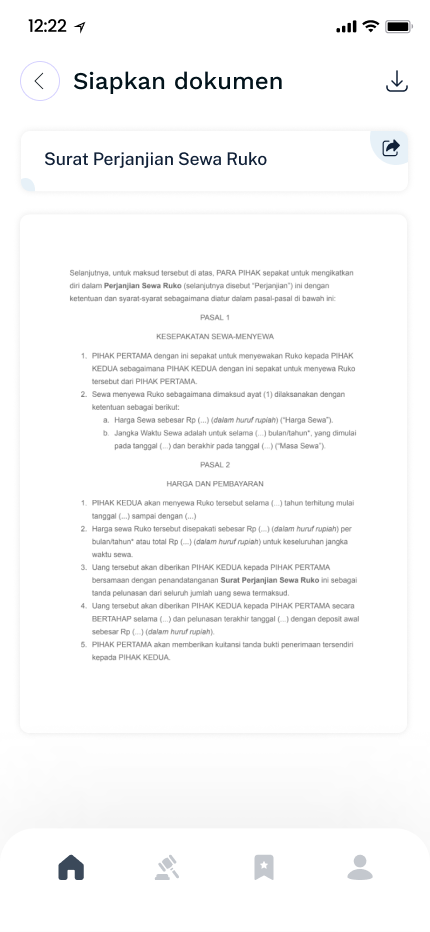 12:22
Siapkan dokumen
Surat Perjanjian Sewa Ruko
Selanjutnya, untuk maksud tersebut di atas, PARA PIHAK sepakat untuk mengikatkan
diri dalam Perjanjian Sewa Ruko (selanjutnya disebut “Perjanjian”) ini dengan
ketentuan dan syarat-syarat sebagaimana diatur dalam pasal-pasal di bawah ini:
PASAL 1
KESEPAKATAN SEWA-MENYEWA
1. PIHAK PERTAMA dengan ini sepakat untuk menyewakan Ruko kepada PIHAK
KEDUA sebagaimana PIHAK KEDUA dengan ini sepakat untuk menyewa Ruko
tersebut dari PIHAK PERTAMA.
2. Sewa menyewa Ruko sebagaimana dimaksud ayat (1) dilaksanakan dengan
ketentuan sebagai berikut:
a. Harga Sewa sebesar Rp (...) (dalam huruf rupiah) (“Harga Sewa”).
b. Jangka Waktu Sewa adalah untuk selama (...) bulan/tahun*, yang dimulai
pada tanggal (...) dan berakhir pada tanggal (...) (“Masa Sewa”).
PASAL 2
HARGA DAN PEMBAYARAN
1. PIHAK KEDUA akan menyewa Ruko tersebut selama (...) tahun terhitung mulai
tanggal (...) sampai dengan (...)
2. Harga sewa Ruko tersebut disepakati sebesar Rp (...) (dalam huruf rupiah) per
bulan/tahun* atau total Rp (...) (dalam huruf rupiah) untuk keseluruhan jangka
waktu sewa.
3. Uang tersebut akan diberikan PIHAK KEDUA kepada PIHAK PERTAMA
bersamaan dengan penandatanganan Surat Perjanjian Sewa Ruko ini sebagai
tanda pelunasan dari seluruh jumlah uang sewa termaksud.
4. Uang tersebut akan diberikan PIHAK KEDUA kepada PIHAK PERTAMA secara
BERTAHAP selama (...) dan pelunasan terakhir tanggal (...) dengan deposit awal
sebesar Rp (...) (dalam huruf rupiah).
5. PIHAK PERTAMA akan memberikan kuitansi tanda bukti penerimaan tersendiri
kepada PIHAK KEDUA.